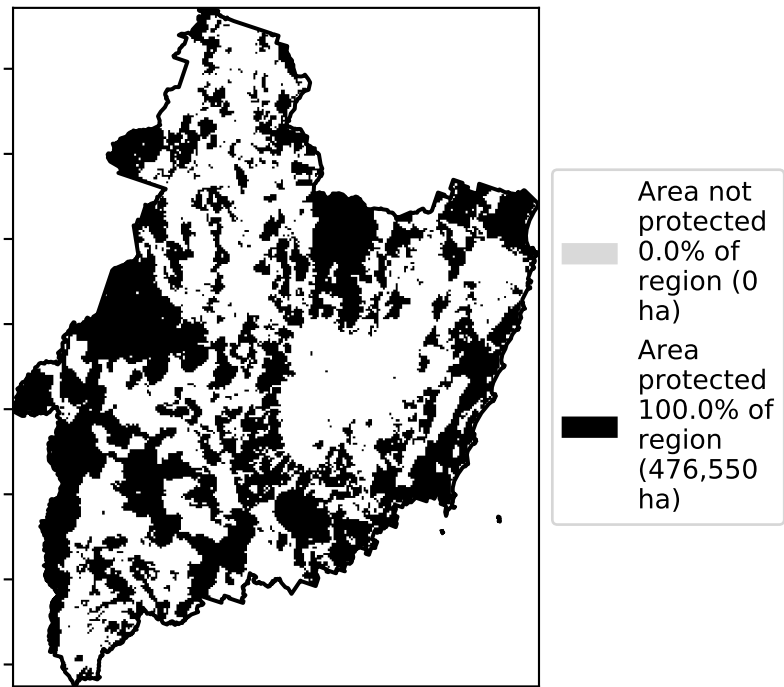 Area not
protected
0.0% of
region (0
ha)
Area
protected
100.0% of
region
(476,550
ha)